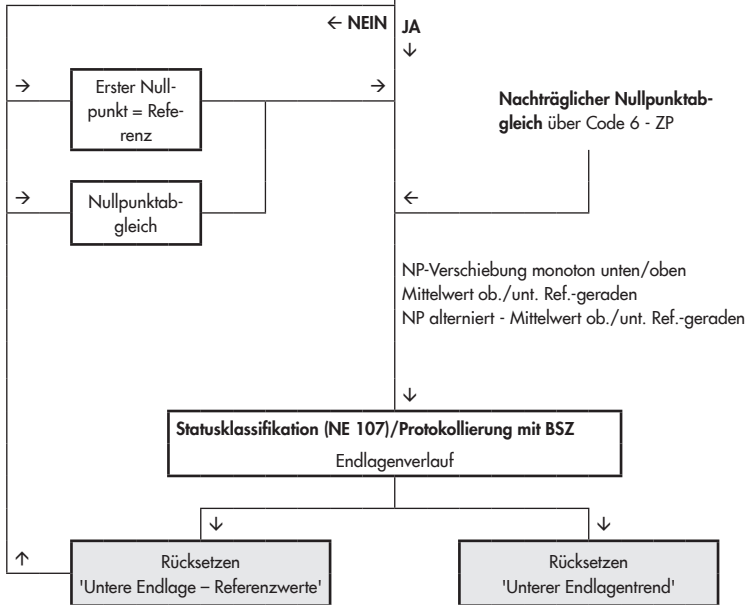 ← NEIN
JA
↓
→
Erster Null-
punkt = Refe-
renz
→
Nachträglicher Nullpunktab-
gleich über Code 6 - ZP
→
Nullpunktab-
gleich
←
NP-Verschiebung monoton unten/oben
Mittelwert ob./unt. Ref.-geraden
NP alterniert - Mittelwert ob./unt. Ref.-geraden
↓
Statusklassifikation (NE 107)/Protokollierung mit BSZ
Endlagenverlauf
↓
↓
↑
Rücksetzen
'Untere Endlage – Referenzwerte'
Rücksetzen
'Unterer Endlagentrend'